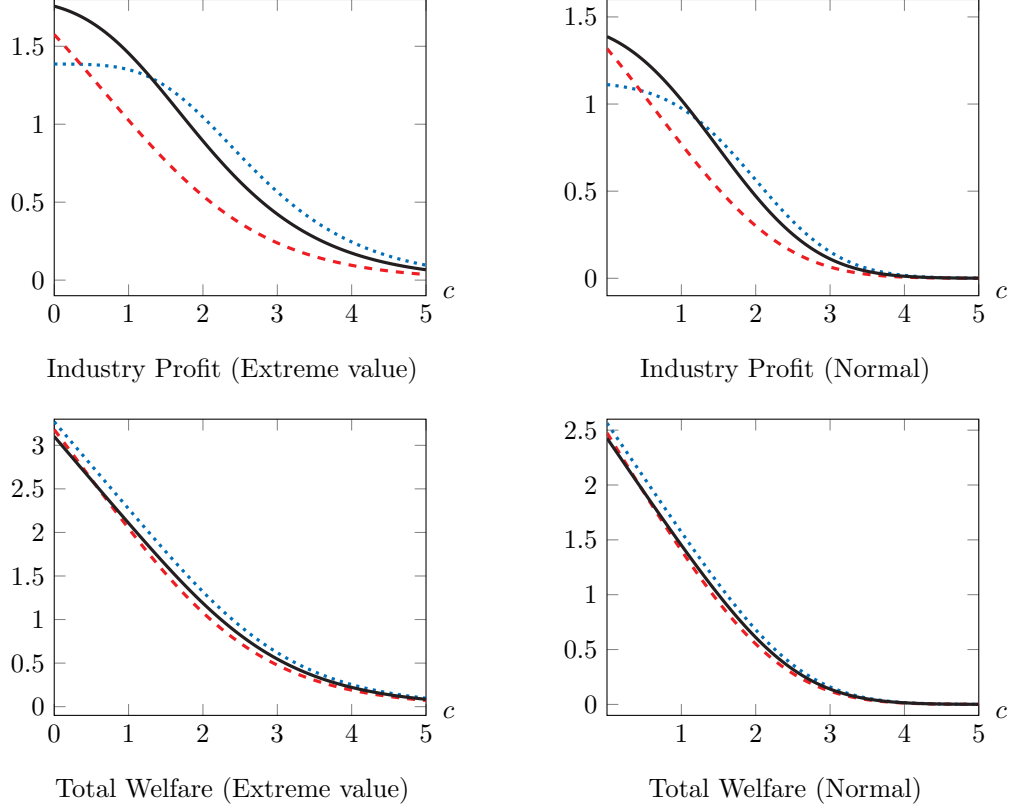 1.5
1
0.5
0
0 1 2 3 4 5
c
Industry Profit (Extreme value)
1.5
1
0.5
0
1 2 3 4 5
c
Industry Profit (Normal)
3
2.5
2
1.5
1
0.5
0
0 1 2 3 4 5
c
Total Welfare (Extreme value)
2.5
2
1.5
1
0.5
0
1 2 3 4 5
c
Total Welfare (Normal)